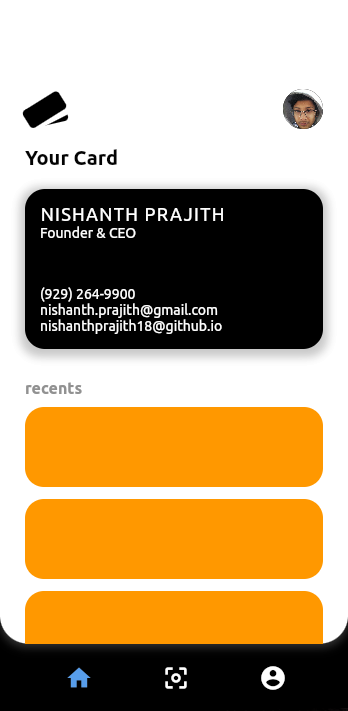 Your Card
NISHANTH PRAJITH
Founder & CEO
(929) 264-9900
nishanth.prajith@gmail.com
nishanthprajith18@github.io
recents